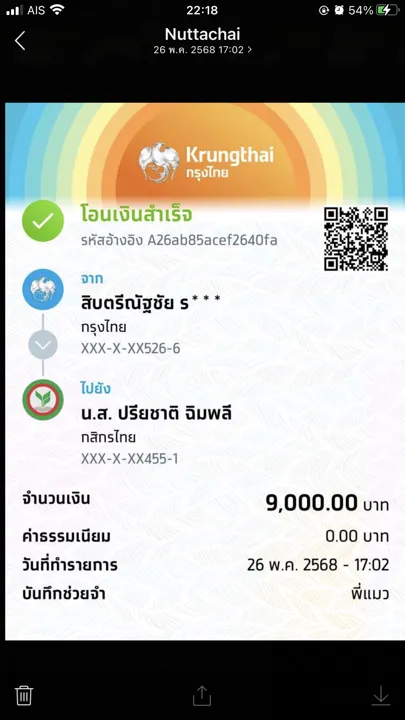 AIS 22:18 54%
Nuttachai
26 พ.ค. 2568 17:02 >
Krungthai
กรุงไทย
โอนเงินสำเร็จ
รหัสอ้างอิง A26ab85acef2640fa
จาก
สิบตรีณัฐชัย ร***
กรุงไทย
XXX-X-XX526-6
ไปยัง
น.ส. ปรียชาติ ฉิมพลี
กสิกรไทย
XXX-X-XX455-1
จำนวนเงิน 9,000.00 บาท
ค่าธรรมเนียม 0.00 บาท
วันที่ทำรายการ 26 พ.ค. 2568 - 17:02
บันทึกช่วยจำ พี่แมว